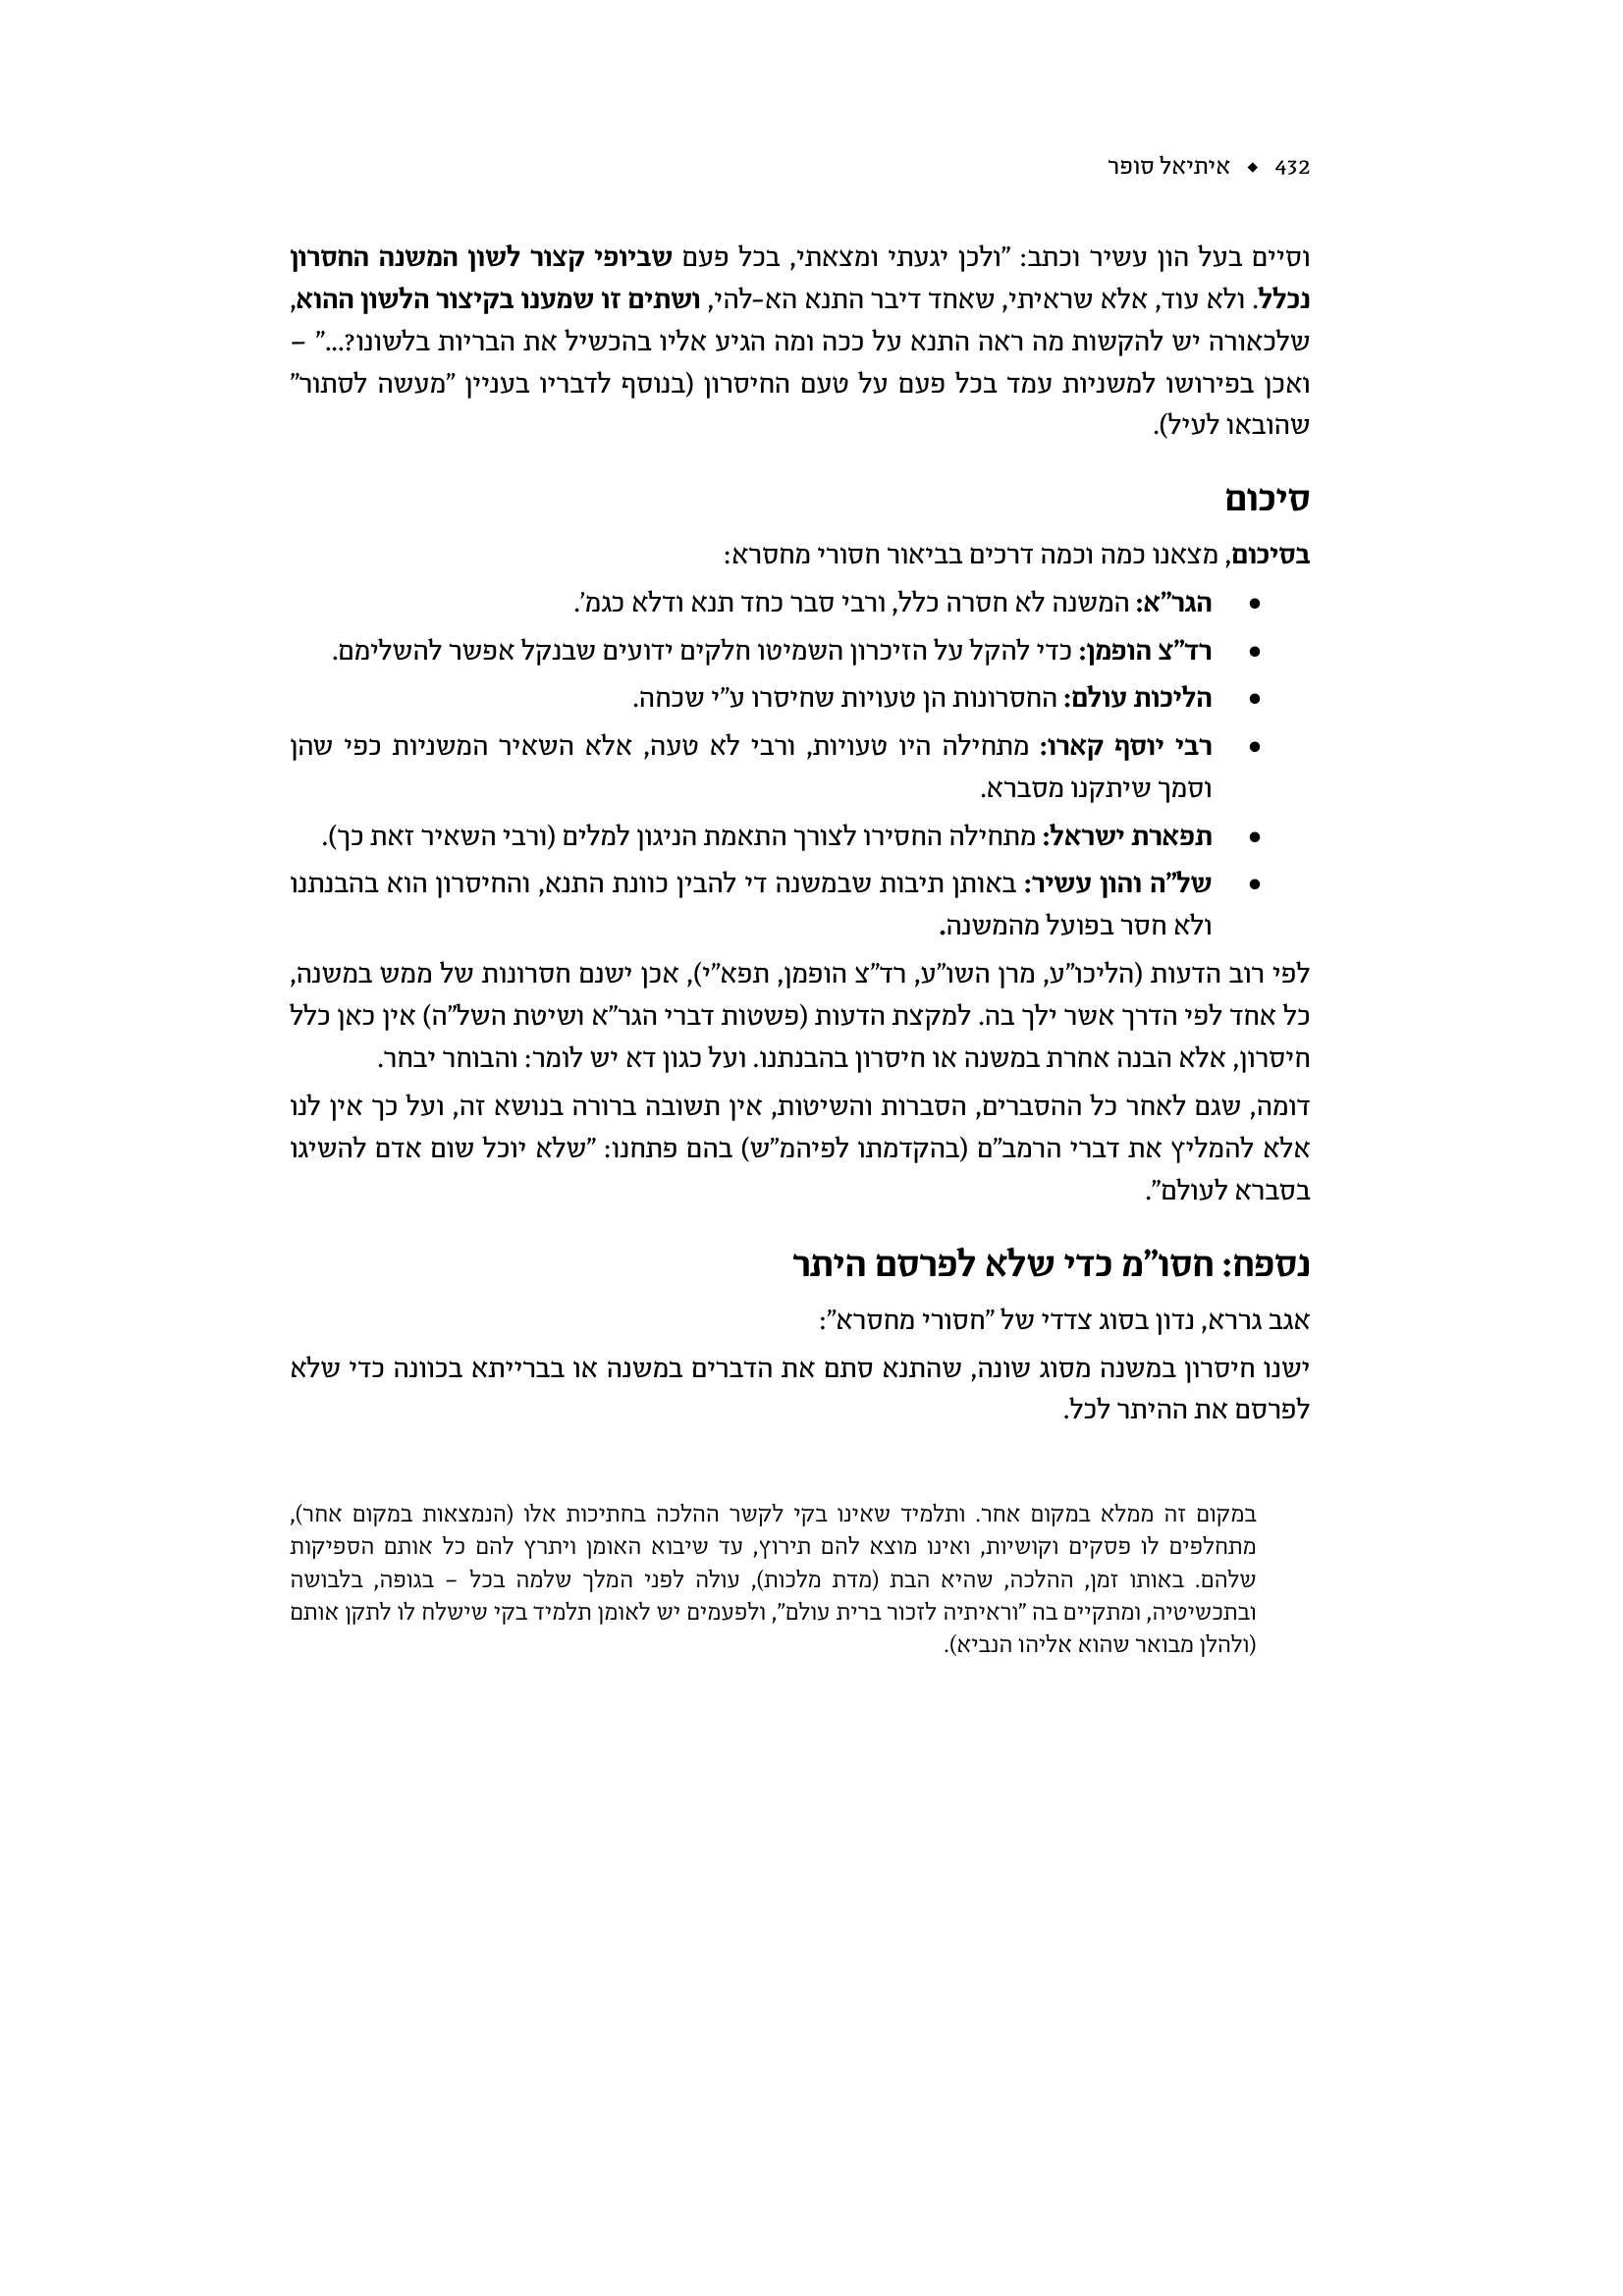 432 ◆ איתיאל סופר
וסיים בעל הון עשיר וכתב: "ולכן יגעתי ומצאתי, בכל פעם שביופי קצור לשון המשנה החסרון
נכלל. ולא עוד, אלא שראיתי, שאחד דיבר התנא הא-להי, ושתים זו שמענו בקיצור הלשון ההוא,
שלכאורה יש להקשות מה ראה התנא על ככה ומה הגיע אליו בהכשיל את הבריות בלשונו?..." –
ואכן בפירושו למשניות עמד בכל פעם על טעם החיסרון (בנוסף לדבריו בעניין "מעשה לסתור"
שהובאו לעיל).
סיכום
בסיכום, מצאנו כמה וכמה דרכים בביאור חסורי מחסרא:
• הגר"א: המשנה לא חסרה כלל, ורבי סבר כחד תנא ודלא כגמ'.
• רד"צ הופמן: כדי להקל על הזיכרון השמיטו חלקים ידועים שבנקל אפשר להשלימם.
• הליכות עולם: החסרונות הן טעויות שחיסרו ע"י שכחה.
• רבי יוסף קארו: מתחילה היו טעויות, ורבי לא טעה, אלא השאיר המשניות כפי שהן
וסמך שיתקנו מסברא.
• תפארת ישראל: מתחילה החסירו לצורך התאמת הניגון למלים (ורבי השאיר זאת כך).
• של"ה והון עשיר: באותן תיבות שבמשנה די להבין כוונת התנא, והחיסרון הוא בהבנתנו
ולא חסר בפועל מהמשנה.
לפי רוב הדעות (הליכו"ע, מרן השו"ע, רד"צ הופמן, תפא"י), אכן ישנם חסרונות של ממש במשנה,
כל אחד לפי הדרך אשר ילך בה. למקצת הדעות (פשטות דברי הגר"א ושיטת השל"ה) אין כאן כלל
חיסרון, אלא הבנה אחרת במשנה או חיסרון בהבנתנו. ועל כגון דא יש לומר: והבוחר יבחר.
דומה, שגם לאחר כל ההסברים, הסברות והשיטות, אין תשובה ברורה בנושא זה, ועל כך אין לנו
אלא להמליץ את דברי הרמב"ם (בהקדמתו לפיהמ"ש) בהם פתחנו: "שלא יוכל שום אדם להשיגו
בסברא לעולם".
נספח: חסו"מ כדי שלא לפרסם היתר
אגב גררא, נדון בסוג צדדי של "חסורי מחסרא":
ישנו חיסרון במשנה מסוג שונה, שהתנא סתם את הדברים במשנה או בברייתא בכוונה כדי שלא
לפרסם את ההיתר לכל.
במקום זה ממלא במקום אחר. ותלמיד שאינו בקי לקשר ההלכה בחתיכות אלו (הנמצאות במקום אחר),
מתחלפים לו פסקים וקושיות, ואינו מוצא להם תירוץ, עד שיבוא האומן ויתרץ להם כל אותם הספיקות
שלהם. באותו זמן, ההלכה, שהיא הבת (מדת מלכות), עולה לפני המלך שלמה בכל – בגופה, בלבושה
ובתכשיטיה, ומתקיים בה "וראיתיה לזכור ברית עולם", ולפעמים יש לאומן תלמיד בקי שישלח לו לתקן אותם
(ולהלן מבואר שהוא אליהו הנביא).